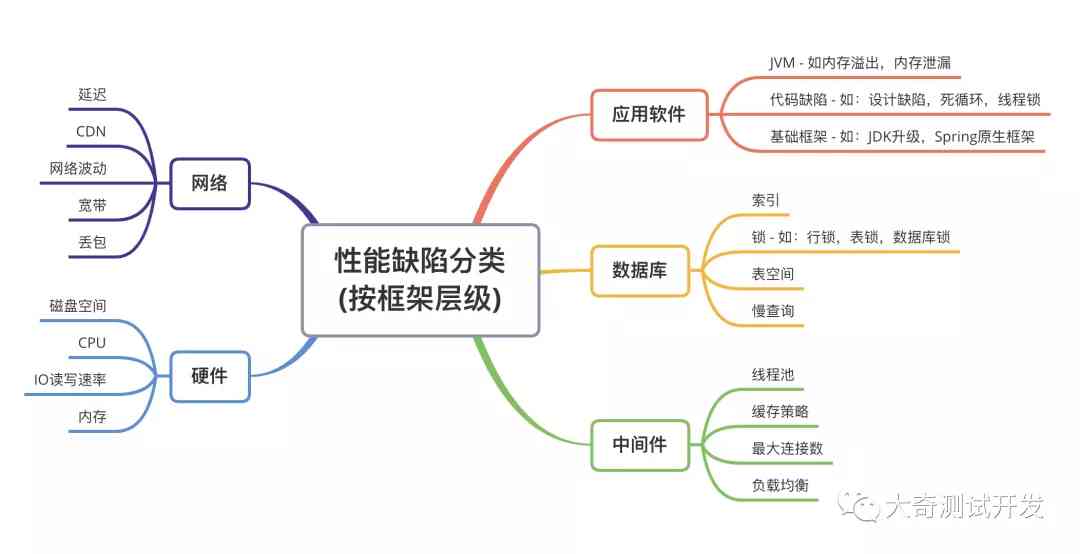 性能缺陷分类
(按框架层级)
应用软件
JVM - 如内存溢出，内存泄漏
代码缺陷 - 如：设计缺陷，死循环，线程锁
基础框架 - 如：JDK升级，Spring原生框架
数据库
索引
锁 - 如：行锁，表锁，数据库锁
表空间
慢查询
中间件
线程池
缓存策略
最大连接数
负载均衡
网络
延迟
CDN
网络波动
宽带
丢包
硬件
磁盘空间
CPU
IO读写速率
内存
大奇测试开发